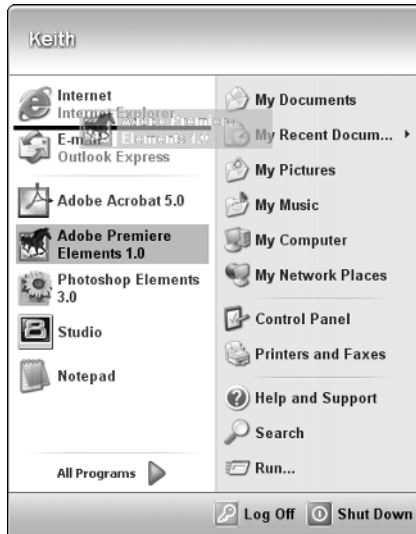 Keith
Internet
Internet Explorer
Adobe Premiere
Elements 1.0
E-mail
Outlook Express
Adobe Acrobat 5.0
Adobe Premiere
Elements 1.0
Photoshop Elements
3.0
Studio
Notepad
All Programs
My Documents
My Recent Docum...
My Pictures
My Music
My Computer
My Network Places
Control Panel
Printers and Faxes
Help and Support
Search
Run...
Log Off
Shut Down